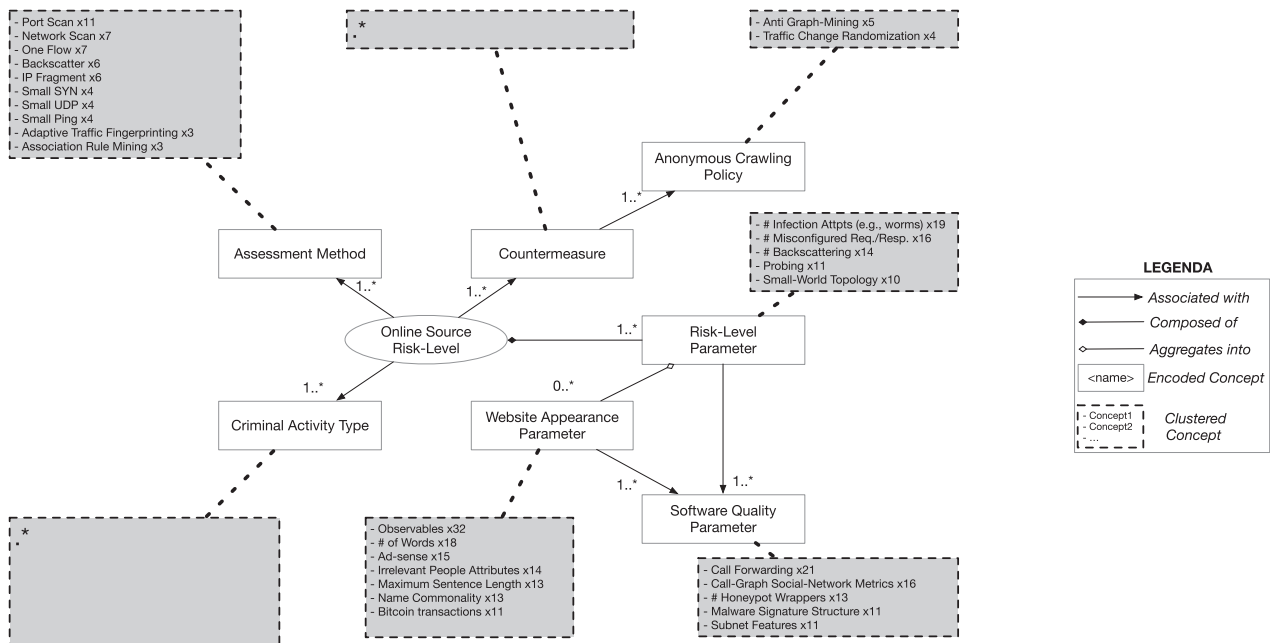 - Port Scan x11
- Network Scan x7
- One Flow x7
- Backscatter x6
- IP Fragment x6
- Small SYN x4
- Small UDP x4
- Small Ping x4
- Adaptive Traffic Fingerprinting x3
- Association Rule Mining x3
. *
- Anti Graph-Mining x5
- Traffic Change Randomization x4
Anonymous Crawling
Policy
1..*
Assessment Method
Countermeasure
- # Infection Attpts (e.g., worms) x19
- # Misconfigured Req./Resp. x16
- # Backscattering x14
- Probing x11
- Small-World Topology x10
1..*
1..*
Online Source
Risk-Level
1..*
Risk-Level
Parameter
1..*
0..*
Criminal Activity Type
Website Appearance
Parameter
1..*
1..*
Software Quality
Parameter
. *
- Observables x32
- # of Words x18
- Ad-sense x15
- Irrelevant People Attributes x14
- Maximum Sentence Length x13
- Name Commonality x13
- Bitcoin transactions x11
- Call Forwarding x21
- Call-Graph Social-Network Metrics x16
- # Honeypot Wrappers x13
- Malware Signature Structure x11
- Subnet Features x11
LEGENDA
Associated with
Composed of
Aggregates into
<name> Encoded Concept
- Concept1
- Concept2
- ...
Clustered
Concept